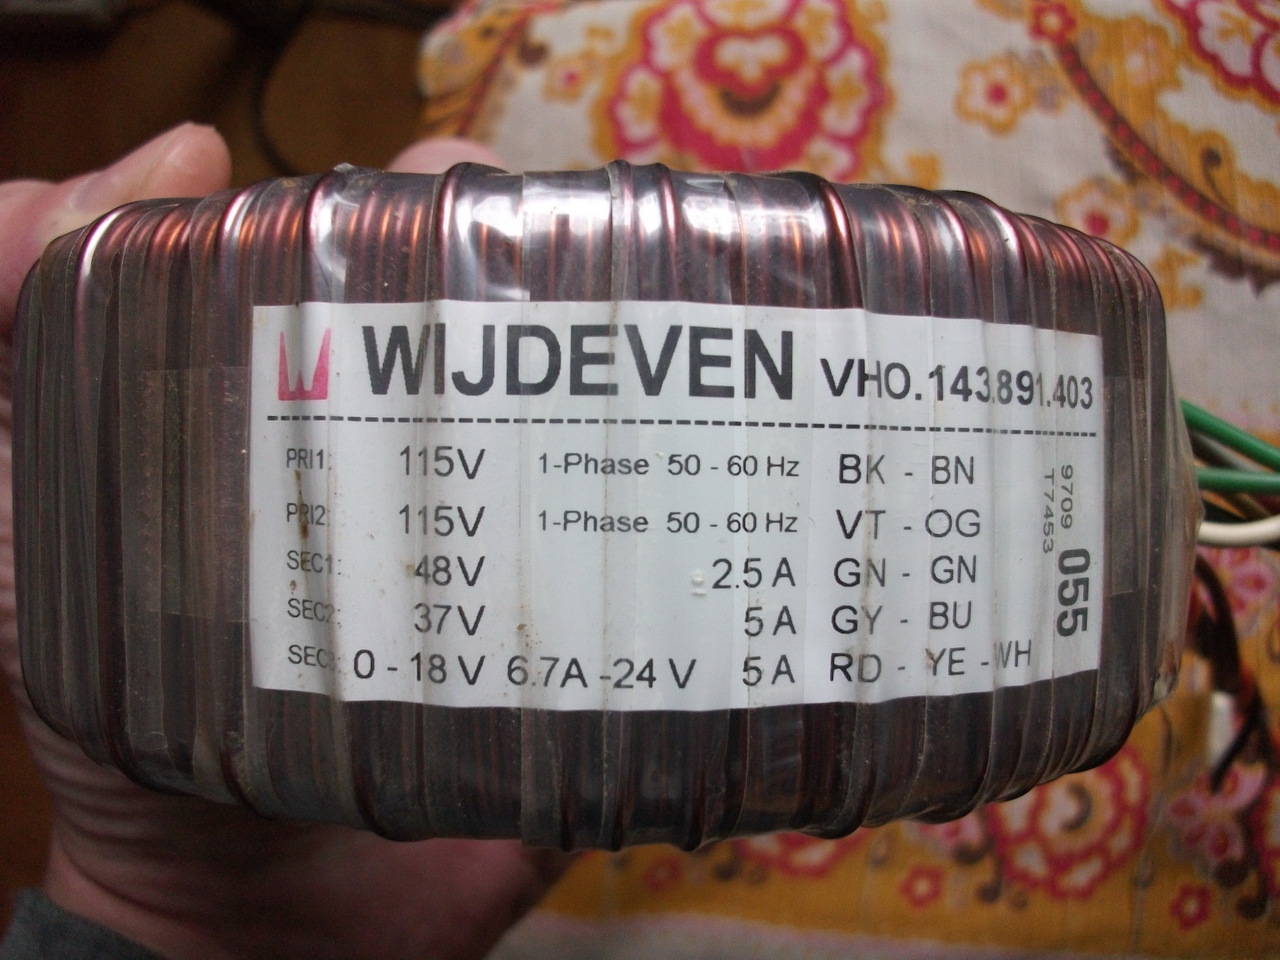 WIJDEVEN VHO.143.891.403
PRI1: 115V 1-Phase 50 - 60 Hz BK - BN
PRI2: 115V 1-Phase 50 - 60 Hz VT - OG
SEC1: 48V 2.5 A GN - GN
SEC2: 37V 5 A GY - BU
SEC3: 0 - 18 V 6.7A -24 V 5 A RD - YE - WH
9709
T7453
055